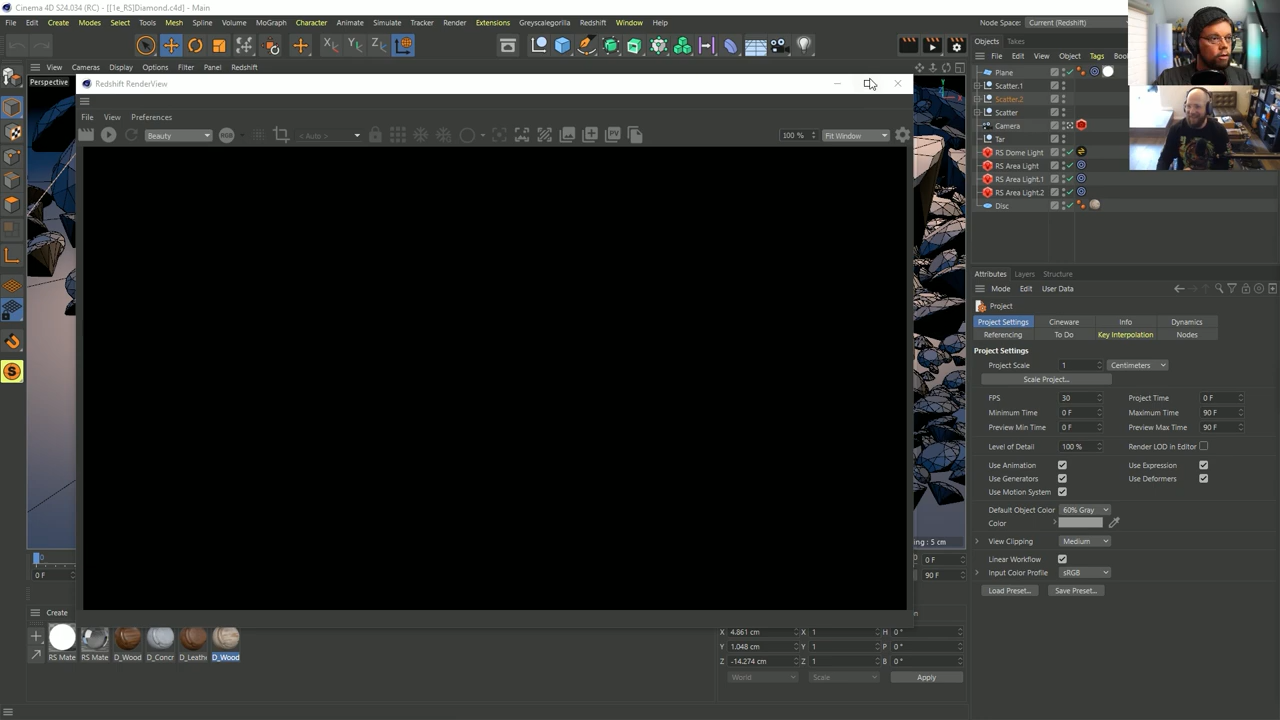 Cinema 4D S24.034 (RC) - [[1e_RS]Diamond.c4d] - Main
File Edit Create Modes Select Tools Mesh Spline Volume MoGraph Character Animate Simulate Tracker Render Extensions Greyscalegorilla Redshift Window Help
Node Space: Current (Redshift)
Objects Takes
File Edit View Object Tags
View Cameras Display Options Filter Panel Redshift
Perspective
Redshift RenderView
File View Preferences
Beauty
RGB
< Auto >
100 %
Fit Window
Plane
Scatter.1
Scatter.2
Scatter
Camera
Tar
RS Dome Light
RS Area Light
RS Area Light.1
RS Area Light.2
Disc
Attributes Layers Structure
Mode Edit User Data
Project
Project Settings Cineware Info Dynamics
Referencing To Do Key Interpolation Nodes
Project Settings
Project Scale 1 Centimeters
Scale Project...
FPS 30 Project Time 0 F
Minimum Time 0 F Maximum Time 90 F
Preview Min Time 0 F Preview Max Time 90 F
Level of Detail 100 % Render LOD in Editor
Use Animation Use Expression
Use Generators Use Deformers
Use Motion System
Default Object Color 60% Gray
Color
View Clipping Medium
Linear Workflow
Input Color Profile sRGB
Load Preset... Save Preset...
ing : 5 cm
0
0 F
0 F
90 F
Create
RS Mate RS Mate D_Wood D_Concr D_Leath D_Wood
X 4.861 cm X 1 H 0 °
Y 1.048 cm Y 1 P 0 °
Z -14.274 cm Z 1 B 0 °
World Scale Apply